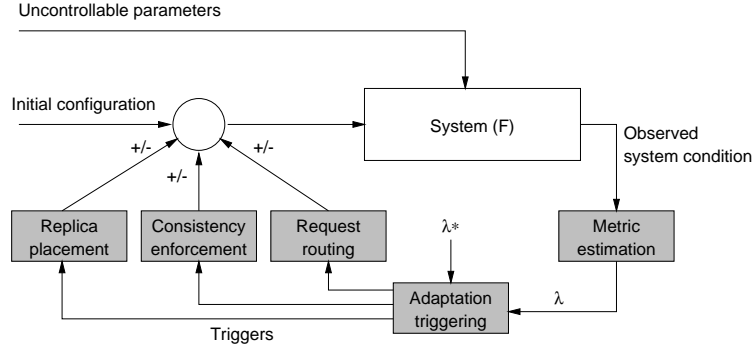 Uncontrollable parameters
Initial configuration
System (F)
Observed
system condition
+/-
+/-
+/-
Replica
placement
Consistency
enforcement
Request
routing
Metric
estimation
λ*
λ
Adaptation
triggering
Triggers